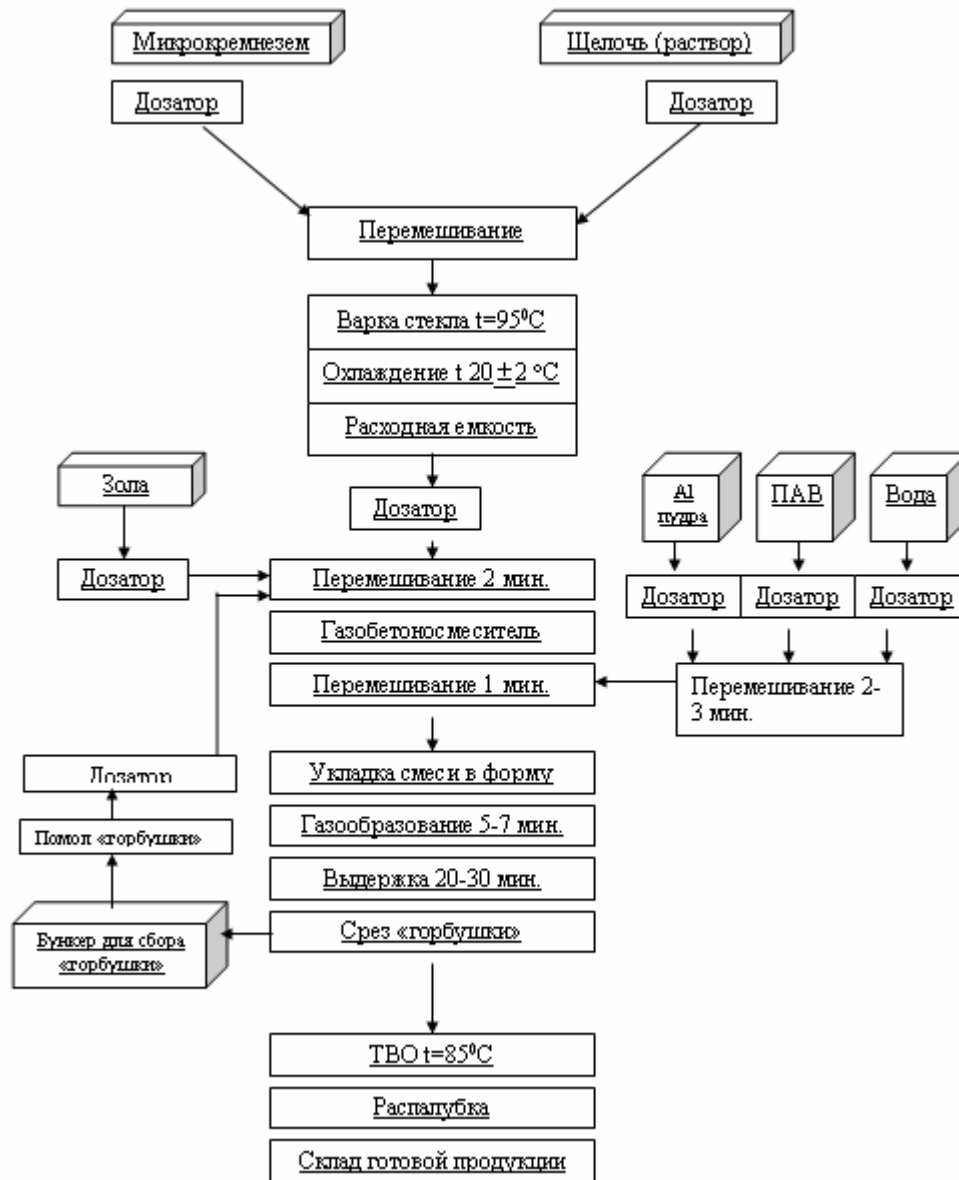 Микрокремнезем
Щелочь (раствор)
Дозатор
Дозатор
Перемешивание
Варка стекла t=95⁰С
Охлаждение t 20±2 °С
Расходная емкость
Зола
Al
пудра
ПАВ
Вода
Дозатор
Дозатор
Перемешивание 2 мин.
Дозатор
Дозатор
Дозатор
Газобетоносмеситель
Перемешивание 1 мин.
Перемешивание 2-
3 мин.
Дозатор
Укладка смеси в форму
Помол «горбушки»
Газообразование 5-7 мин.
Выдержка 20-30 мин.
Бункер для сбора
«горбушки»
Срез «горбушки»
ТВО t=85⁰С
Распалубка
Склад готовой продукции